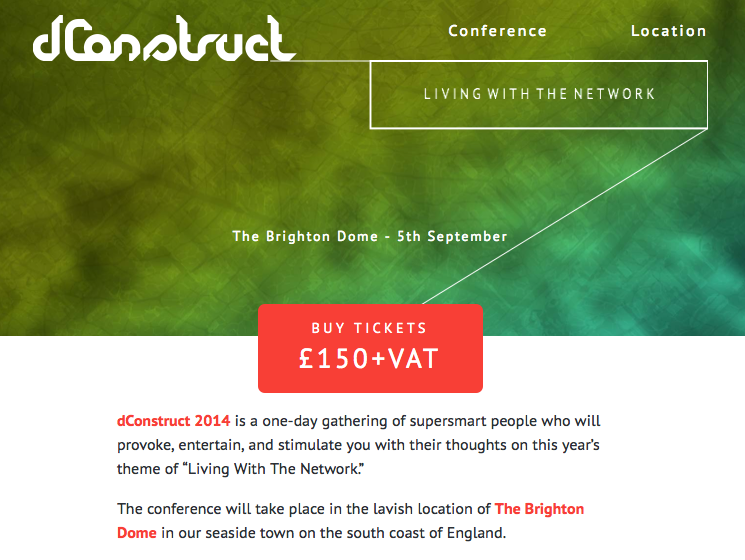 dConstruct
Conference
Location
LIVING WITH THE NETWORK
The Brighton Dome - 5th September
BUY TICKETS
£150+VAT
dConstruct 2014 is a one-day gathering of supersmart people who will
provoke, entertain, and stimulate you with their thoughts on this year’s
theme of “Living With The Network.”
The conference will take place in the lavish location of The Brighton
Dome in our seaside town on the south coast of England.